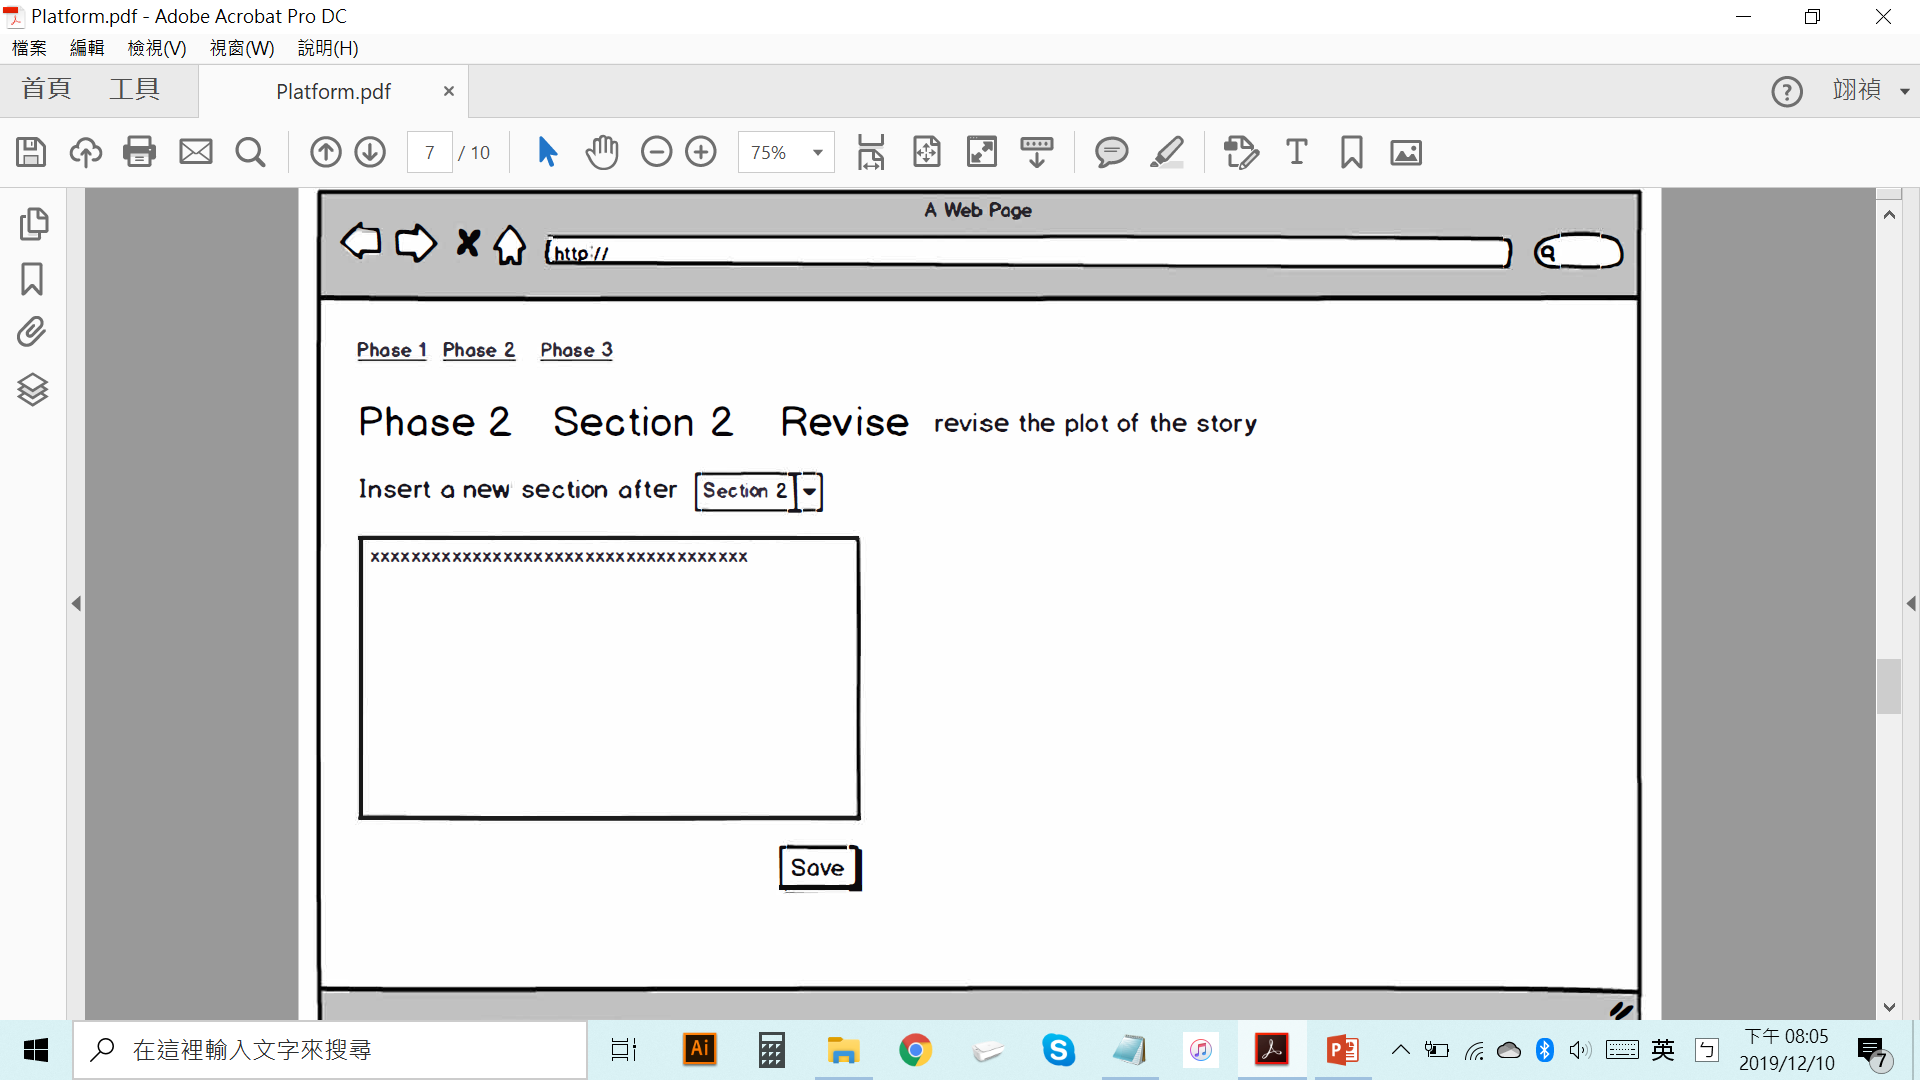 Platform.pdf - Adobe Acrobat Pro DC
檔案 編輯 檢視(V) 視窗(W) 說明(H)
首頁 工具 Platform.pdf × ? 翊禎
7 / 10 75%
A Web Page
http://
Phase 1 Phase 2 Phase 3
Phase 2 Section 2 Revise revise the plot of the story
Insert a new section after Section 2
xxxxxxxxxxxxxxxxxxxxxxxxxxxxxxxxxxxxx
Save
在這裡輸入文字來搜尋
Ai
英
ㄅ
下午 08:05
2019/12/10
7